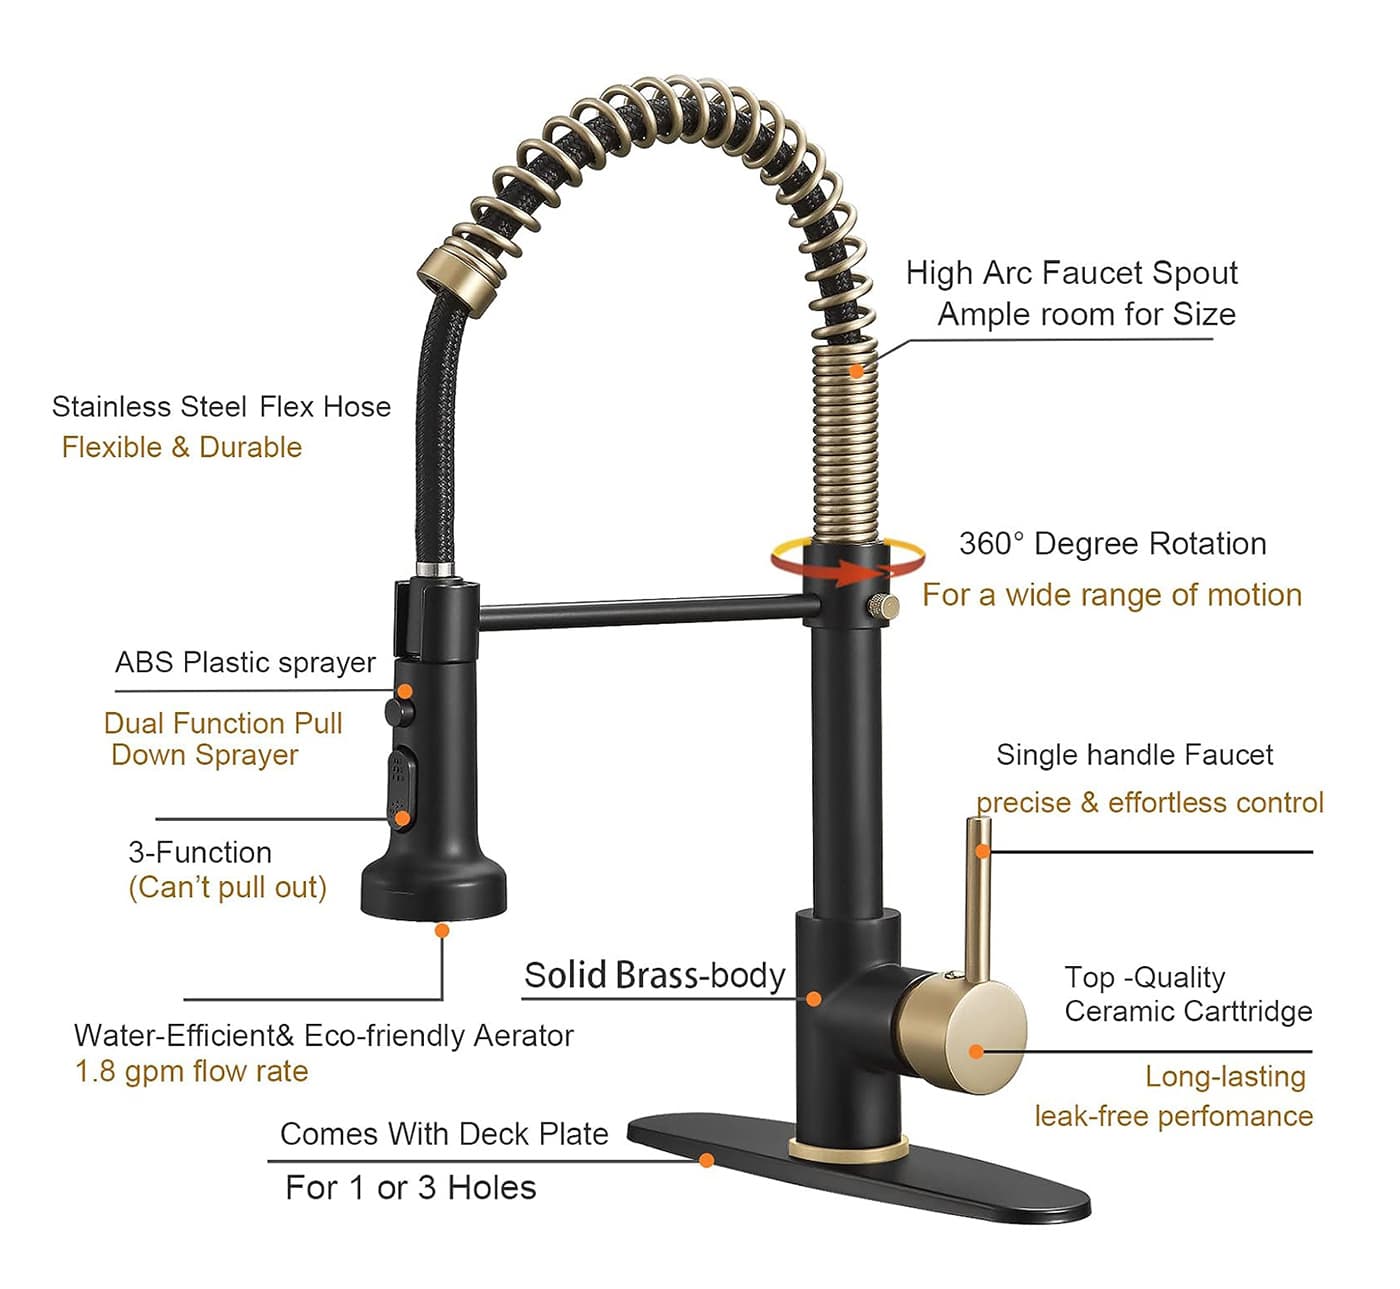 High Arc Faucet Spout
Ample room for Size
Stainless Steel Flex Hose
Flexible & Durable
360° Degree Rotation
For a wide range of motion
ABS Plastic sprayer
Dual Function Pull
Down Sprayer
3-Function
(Can't pull out)
Single handle Faucet
precise & effortless control
Solid Brass-body
Top -Quality
Ceramic Carttridge
Long-lasting
leak-free perfomance
Water-Efficient& Eco-friendly Aerator
1.8 gpm flow rate
Comes With Deck Plate
For 1 or 3 Holes